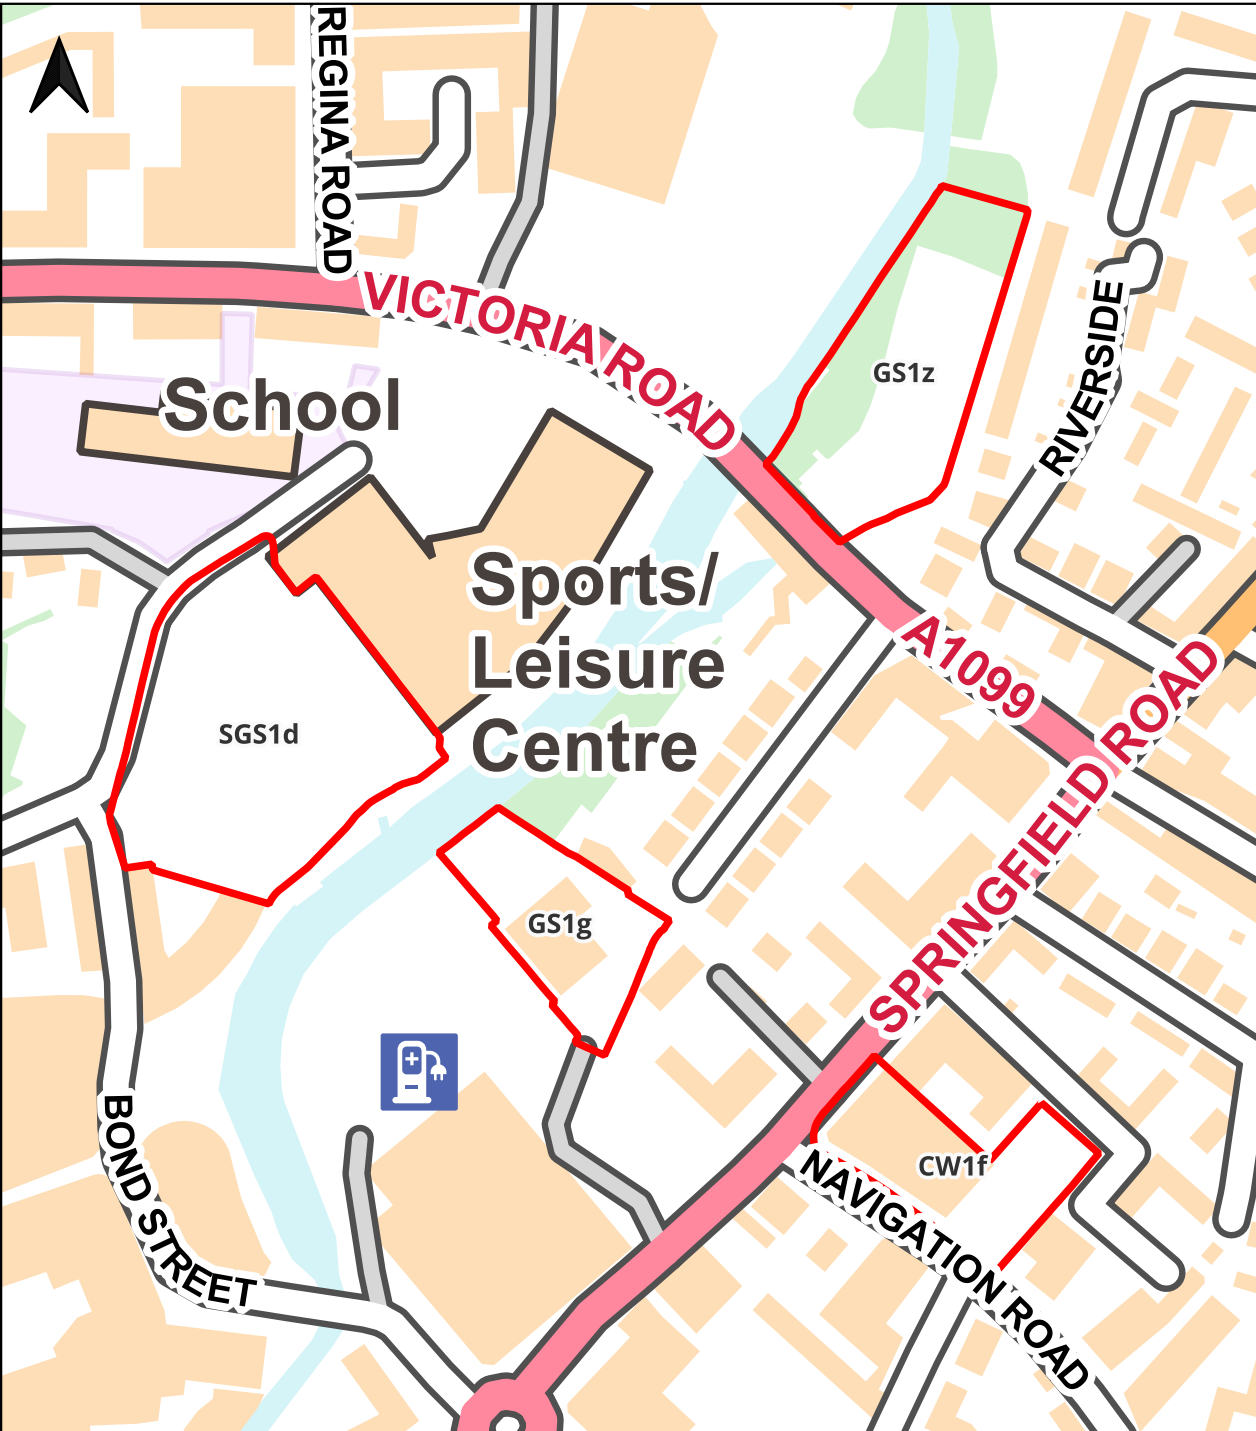 REGINA ROAD
VICTORIA ROAD
School
GS1z
RIVERSIDE
Sports/
Leisure
Centre
A1099
SGS1d
SPRINGFIELD ROAD
GS1g
BOND STREET
CW1f
NAVIGATION ROAD